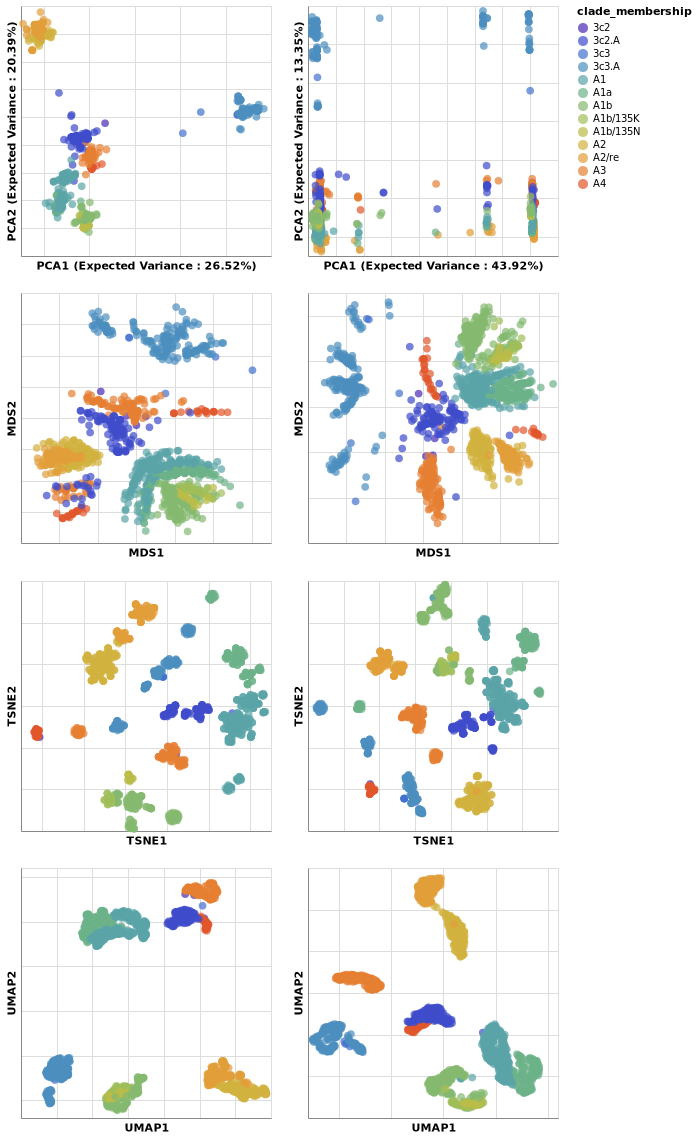 clade_membership
3c2
3c2.A
3c3
3c3.A
A1
A1a
A1b
A1b/135K
A1b/135N
A2
A2/re
A3
A4
PCA2 (Expected Variance : 20.39%)
PCA1 (Expected Variance : 26.52%)
PCA2 (Expected Variance : 13.35%)
PCA1 (Expected Variance : 43.92%)
MDS2
MDS1
MDS2
MDS1
TSNE2
TSNE1
TSNE2
TSNE1
UMAP2
UMAP1
UMAP2
UMAP1